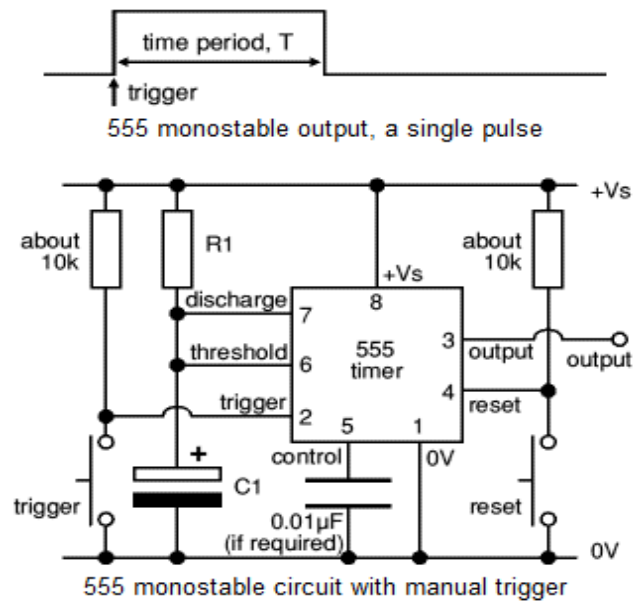 time period, T
trigger
555 monostable output, a single pulse
+Vs
about
10k
R1
about
10k
+Vs
8
discharge
7
threshold
6
555
timer
3
output
output
trigger
2
4
reset
5
1
control
0V
+
C1
trigger
0.01µF
(if required)
reset
0V
555 monostable circuit with manual trigger